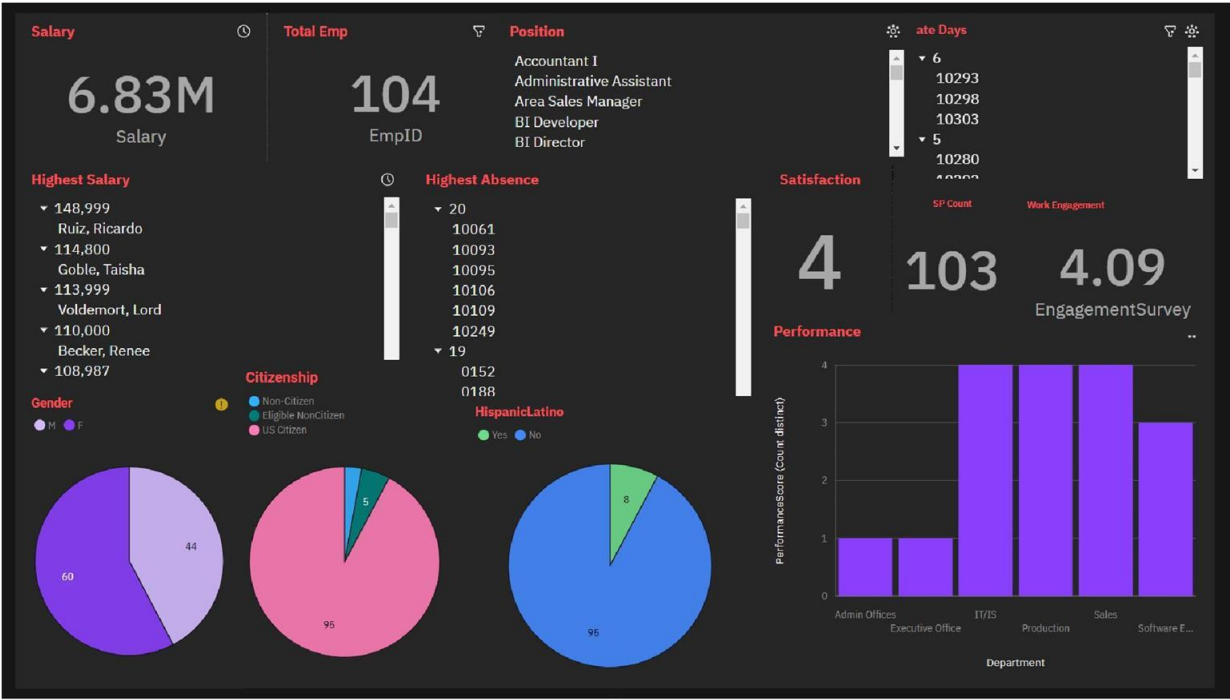 Salary
6.83M
Salary
Total Emp
104
EmpID
Position
Accountant I
Administrative Assistant
Area Sales Manager
BI Developer
BI Director
ate Days
6
10293
10298
10303
5
10280
Highest Salary
148,999
Ruiz, Ricardo
114,800
Goble, Taisha
113,999
Voldemort, Lord
110,000
Becker, Renee
108,987
Highest Absence
20
10061
10093
10095
10106
10109
10249
19
0152
0188
Satisfaction
4
SP Count
103
Work Engagement
4.09
EngagementSurvey
Gender
M F
44
60
Citizenship
Non-Citizen
Eligible NonCitizen
US Citizen
5
HispanicLatino
Yes No
8
Performance
PerformanceScore (Count distinct)
4
3
2
1
0
Admin Offices
Executive Office
IT/IS
Production
Sales
Software E...
Department